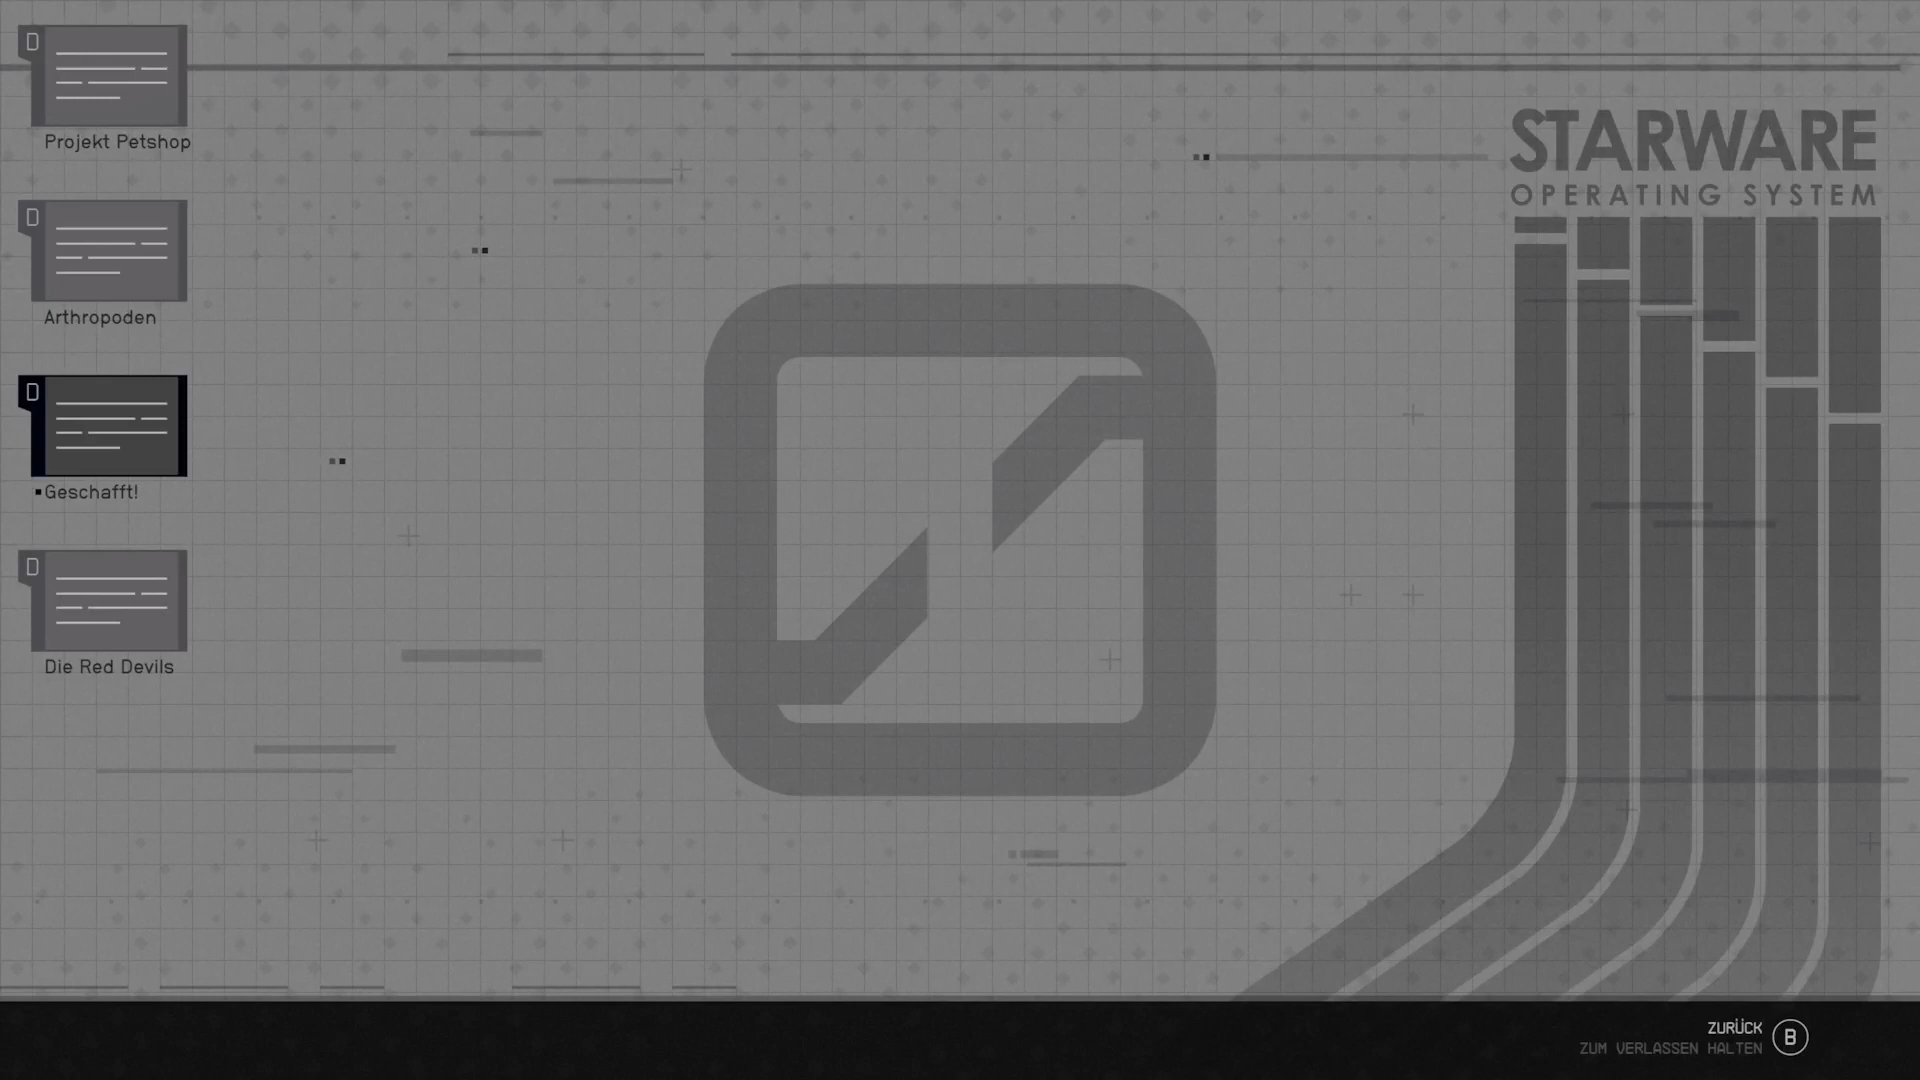 Projekt Petshop
Arthropoden
Geschafft!
Die Red Devils
STARWARE
OPERATING SYSTEM
ZURÜCK
ZUM VERLASSEN HALTEN
B